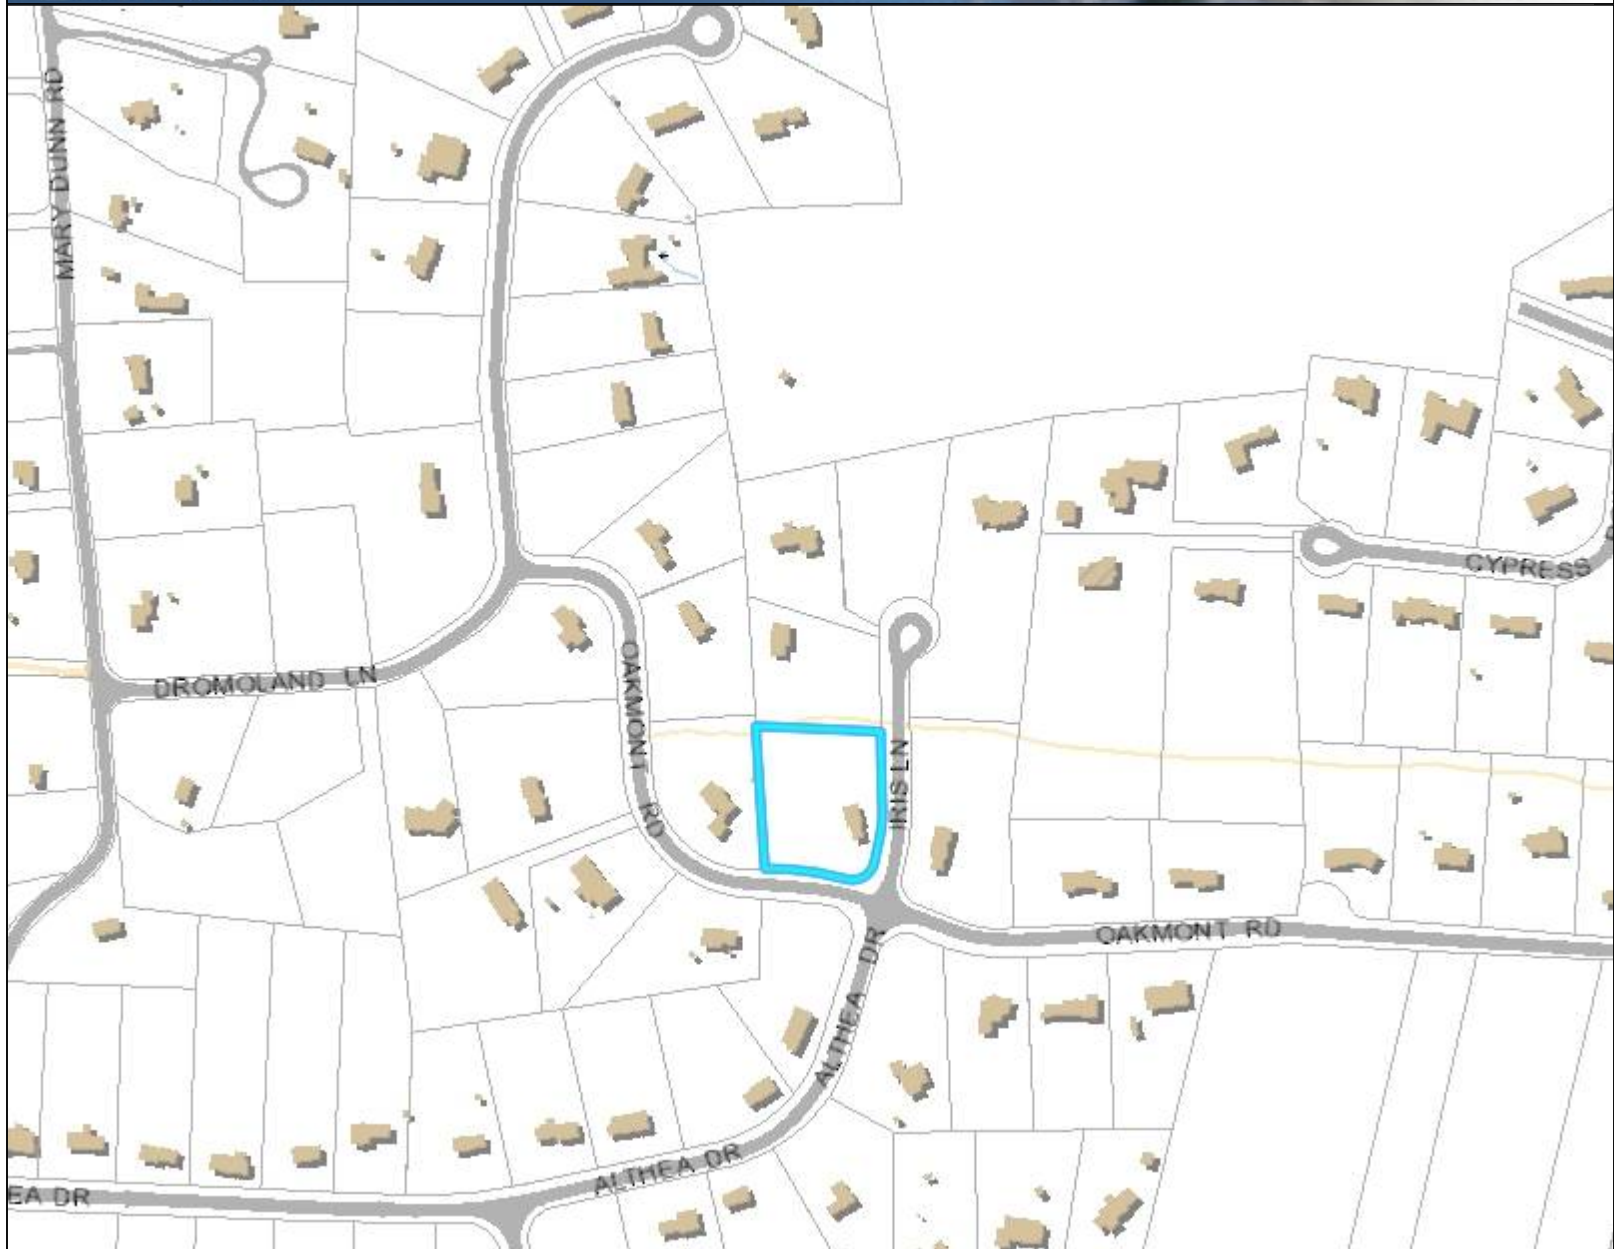 MARY DUNN RD
CYPRESS
OAKMONT RD
DROMOLAND LN
IRIS LN
OAKMONT RD
ALTHEA DR
ALTHEA DR
EA DR